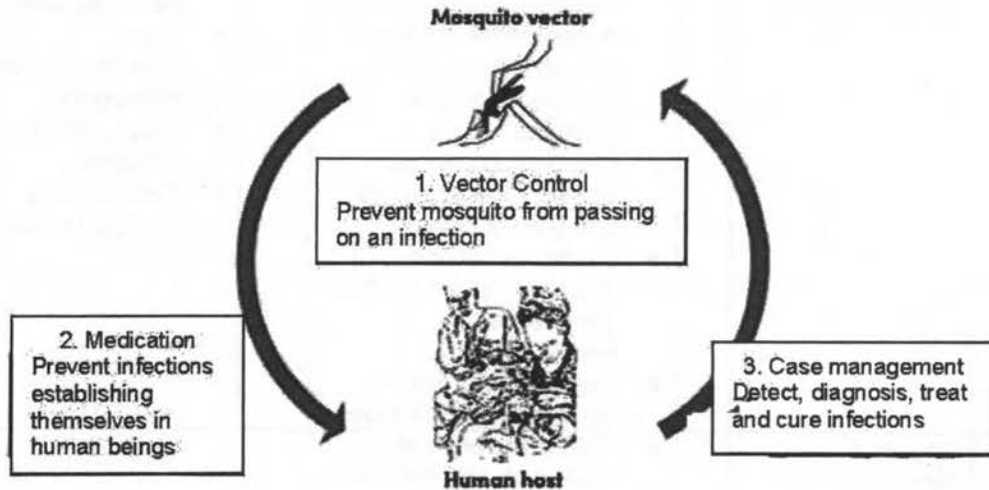 Mosquito vector
1. Vector Control
Prevent mosquito from passing
on an infection
2. Medication
Prevent infections
establishing
themselves in
human beings
3. Case management
Detect, diagnosis, treat
and cure infections
Human host